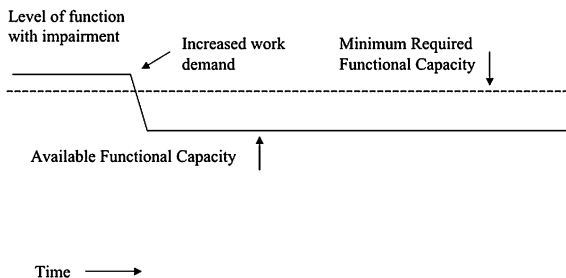 Level of function
with impairment
Increased work
demand
Minimum Required
Functional Capacity
Available Functional Capacity
Time